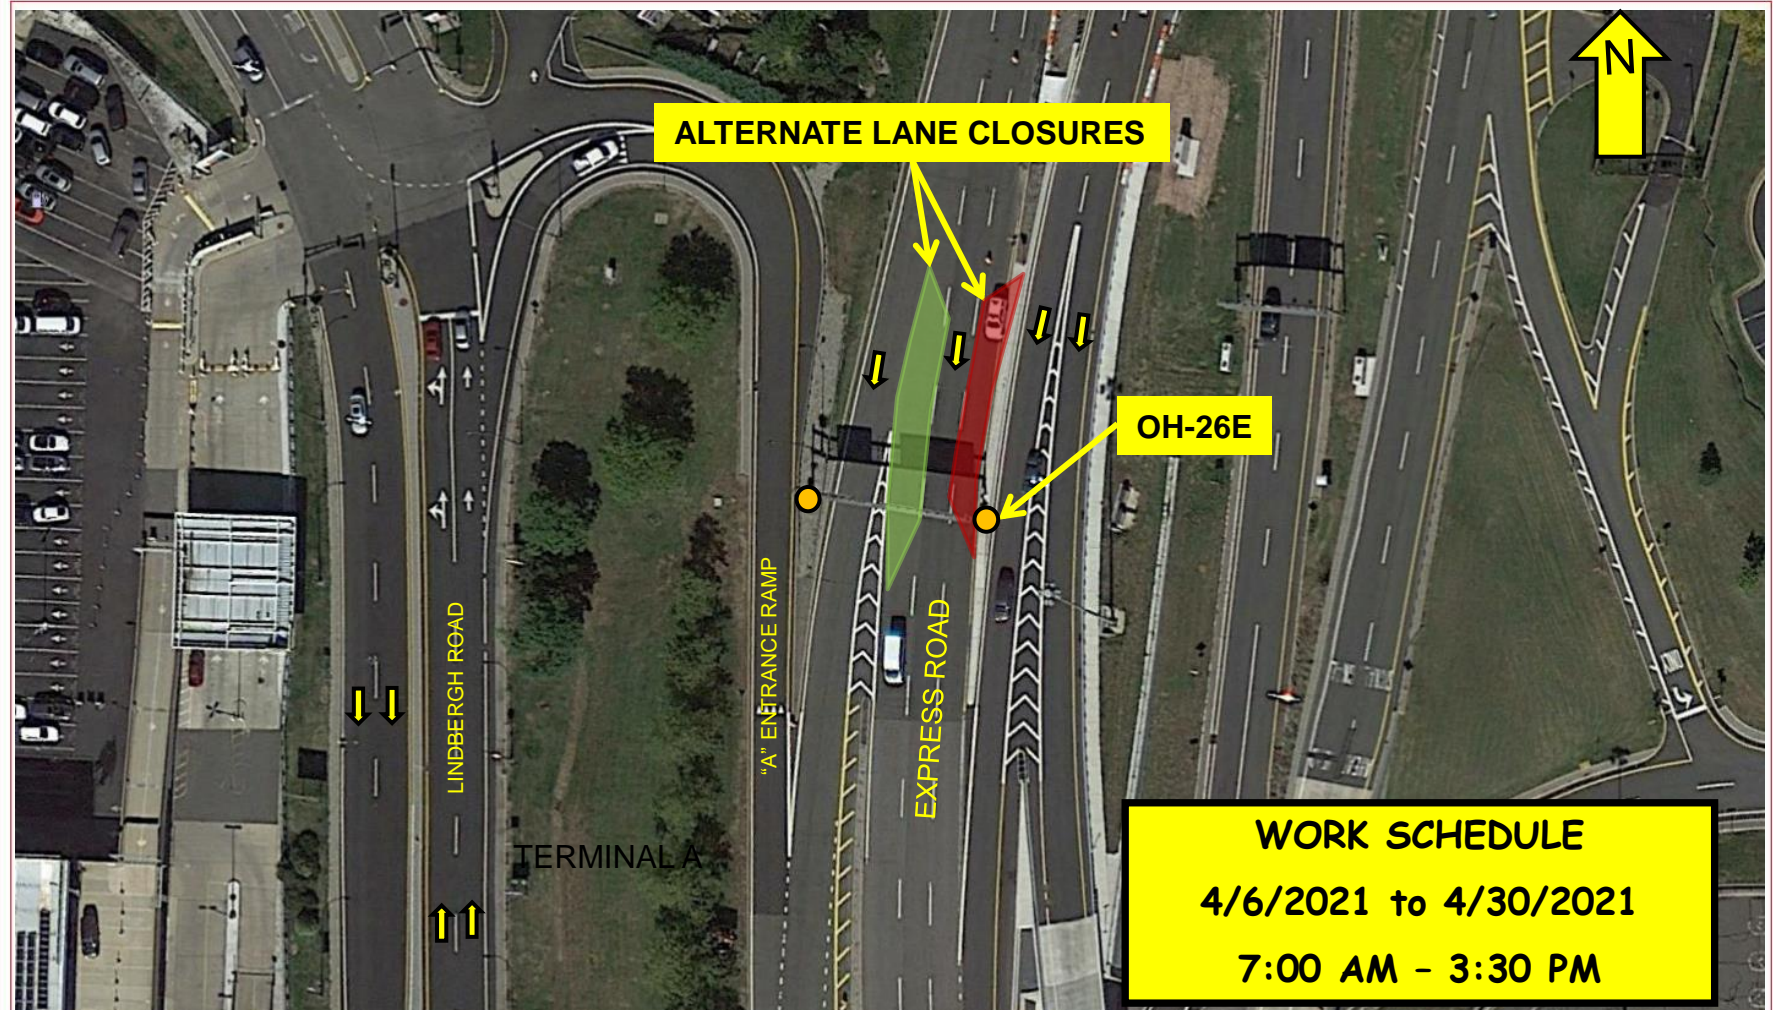 N
ALTERNATE LANE CLOSURES
OH-26E
LINDBERGH ROAD
"A" ENTRANCE RAMP
EXPRESS ROAD
TERMINAL A
WORK SCHEDULE
4/6/2021 to 4/30/2021
7:00 AM – 3:30 PM